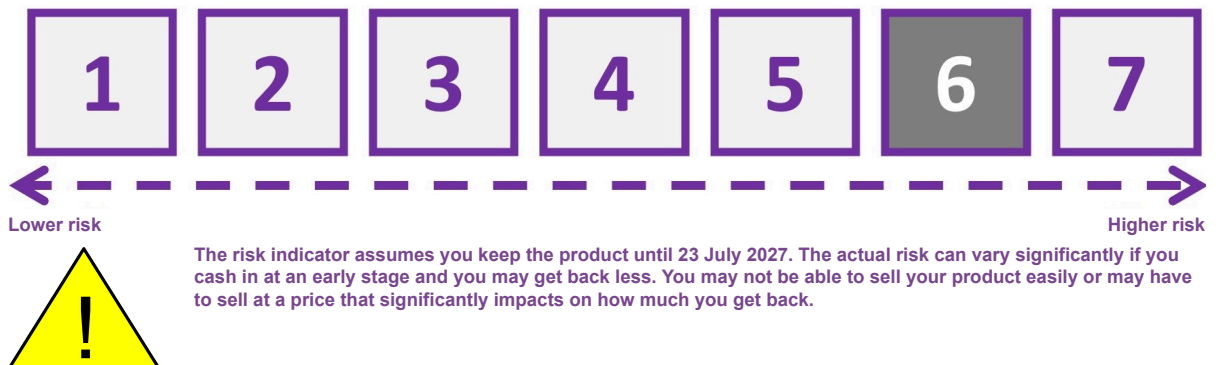 1 2 3 4 5 6 7
Lower risk Higher risk
The risk indicator assumes you keep the product until 23 July 2027. The actual risk can vary significantly if you
cash in at an early stage and you may get back less. You may not be able to sell your product easily or may have
to sell at a price that significantly impacts on how much you get back.
!